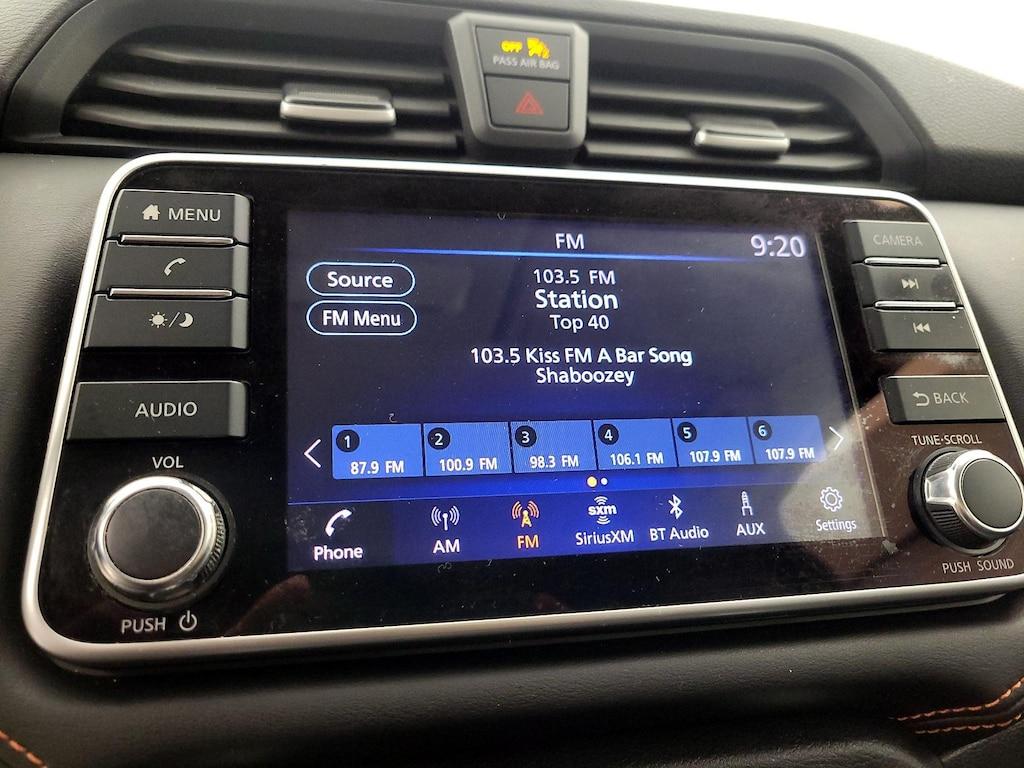 OFF
PASS AIR BAG
MENU
AUDIO
VOL
PUSH
FM
9:20
Source
FM Menu
103.5 FM
Station
Top 40
103.5 Kiss FM A Bar Song
Shaboozey
1 87.9 FM
2 100.9 FM
3 98.3 FM
4 106.1 FM
5 107.9 FM
6 107.9 FM
Phone
AM
FM
sxm
SiriusXM
BT Audio
AUX
Settings
CAMERA
BACK
TUNE·SCROLL
PUSH SOUND